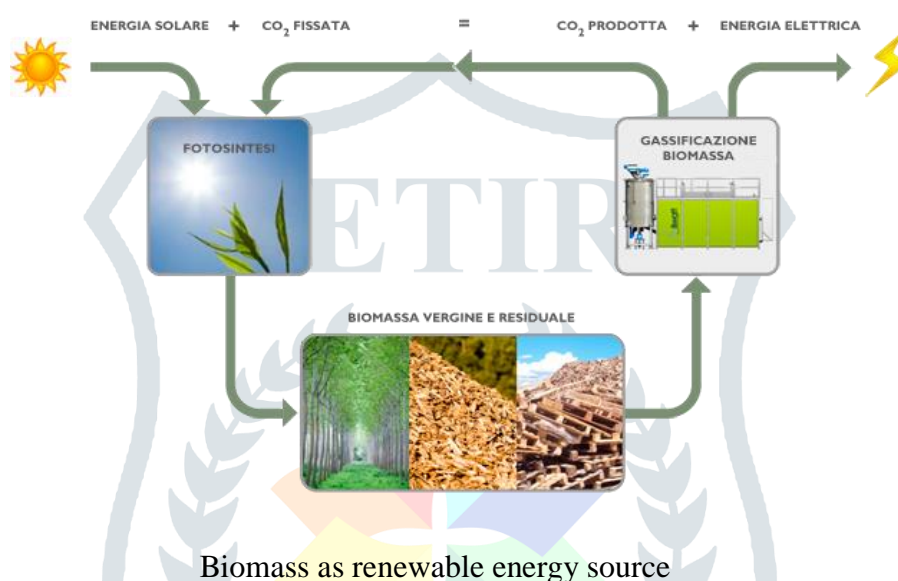 ENERGIA SOLARE + CO2 FISSATA = CO2 PRODOTTA + ENERGIA ELETTRICA
FOTOSINTESI
GASSIFICAZIONE
BIOMASSA
BIOMASSA VERGINE E RESIDUALE
JETIR
Biomass as renewable energy source